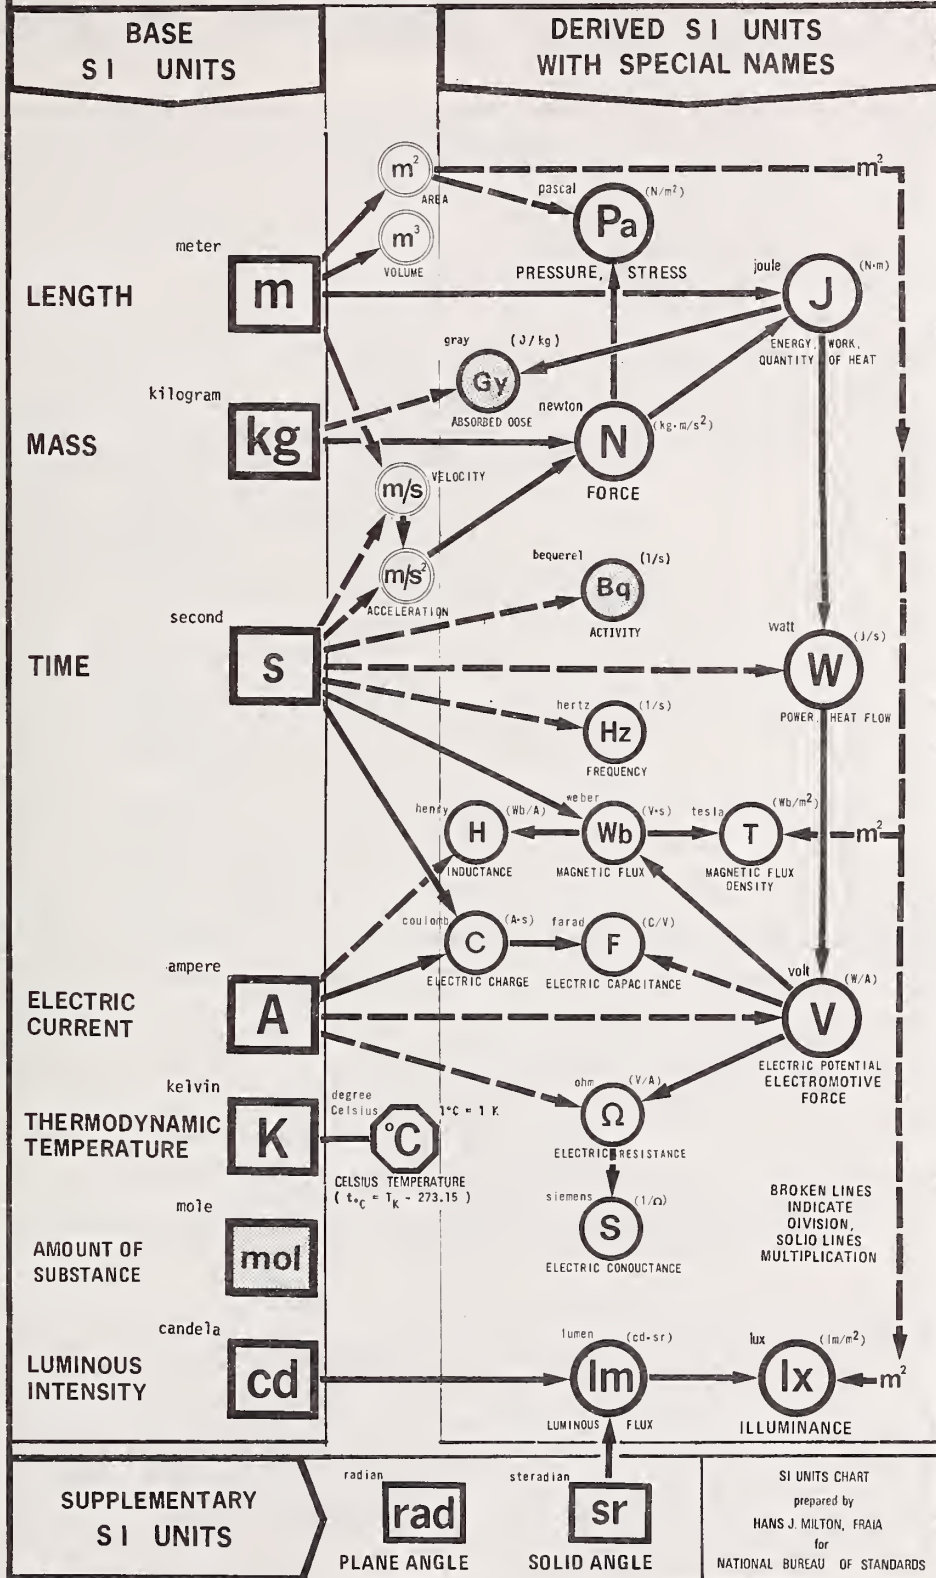 BASE
SI UNITS
DERIVED SI UNITS
WITH SPECIAL NAMES
m²
AREA
m²
pascal
(N/m²)
Pa
PRESSURE, STRESS
m³
VOLUME
meter
LENGTH
m
joule
(N·m)
J
ENERGY, WORK,
QUANTITY OF HEAT
gray
(J/kg)
Gy
ABSORBED DOSE
kilogram
MASS
kg
newton
(kg·m/s²)
N
FORCE
m/s
VELOCITY
m/s²
ACCELERATION
bequerel
(1/s)
Bq
ACTIVITY
second
TIME
s
watt
(J/s)
W
POWER, HEAT FLOW
hertz
(1/s)
Hz
FREQUENCY
henry
(Wb/A)
H
INDUCTANCE
weber
(V·s)
Wb
MAGNETIC FLUX
tesla
(Wb/m²)
T
MAGNETIC FLUX
DENSITY
m²
coulomb
(A·s)
C
ELECTRIC CHARGE
farad
(C/V)
F
ELECTRIC CAPACITANCE
ampere
ELECTRIC
CURRENT
A
volt
(W/A)
V
ELECTRIC POTENTIAL
ELECTROMOTIVE
FORCE
kelvin
THERMODYNAMIC
TEMPERATURE
K
degree
Celsius
1°C = 1 K
°C
CELSIUS TEMPERATURE
( t°C = TK - 273.15 )
ohm
(V/A)
Ω
ELECTRIC RESISTANCE
siemens
(1/Ω)
S
ELECTRIC CONDUCTANCE
BROKEN LINES
INDICATE
DIVISION,
SOLID LINES
MULTIPLICATION
mole
AMOUNT OF
SUBSTANCE
mol
candela
LUMINOUS
INTENSITY
cd
lumen
(cd·sr)
lm
LUMINOUS FLUX
lux
(lm/m²)
lx
ILLUMINANCE
m²
SUPPLEMENTARY
SI UNITS
radian
rad
PLANE ANGLE
steradian
sr
SOLID ANGLE
SI UNITS CHART
prepared by
HANS J. MILTON, FRAIA
for
NATIONAL BUREAU OF STANDARDS